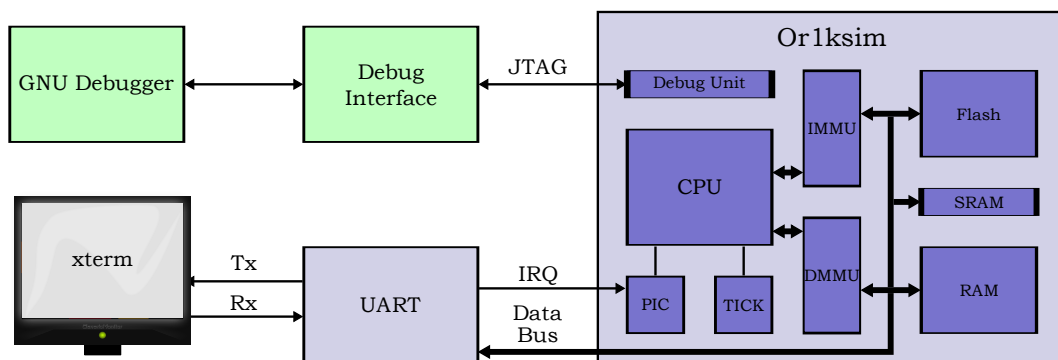 Or1ksim
GNU Debugger
Debug
Interface
JTAG
Debug Unit
IMMU
Flash
CPU
SRAM
xterm
Tx
Rx
UART
IRQ
Data
Bus
PIC
TICK
DMMU
RAM